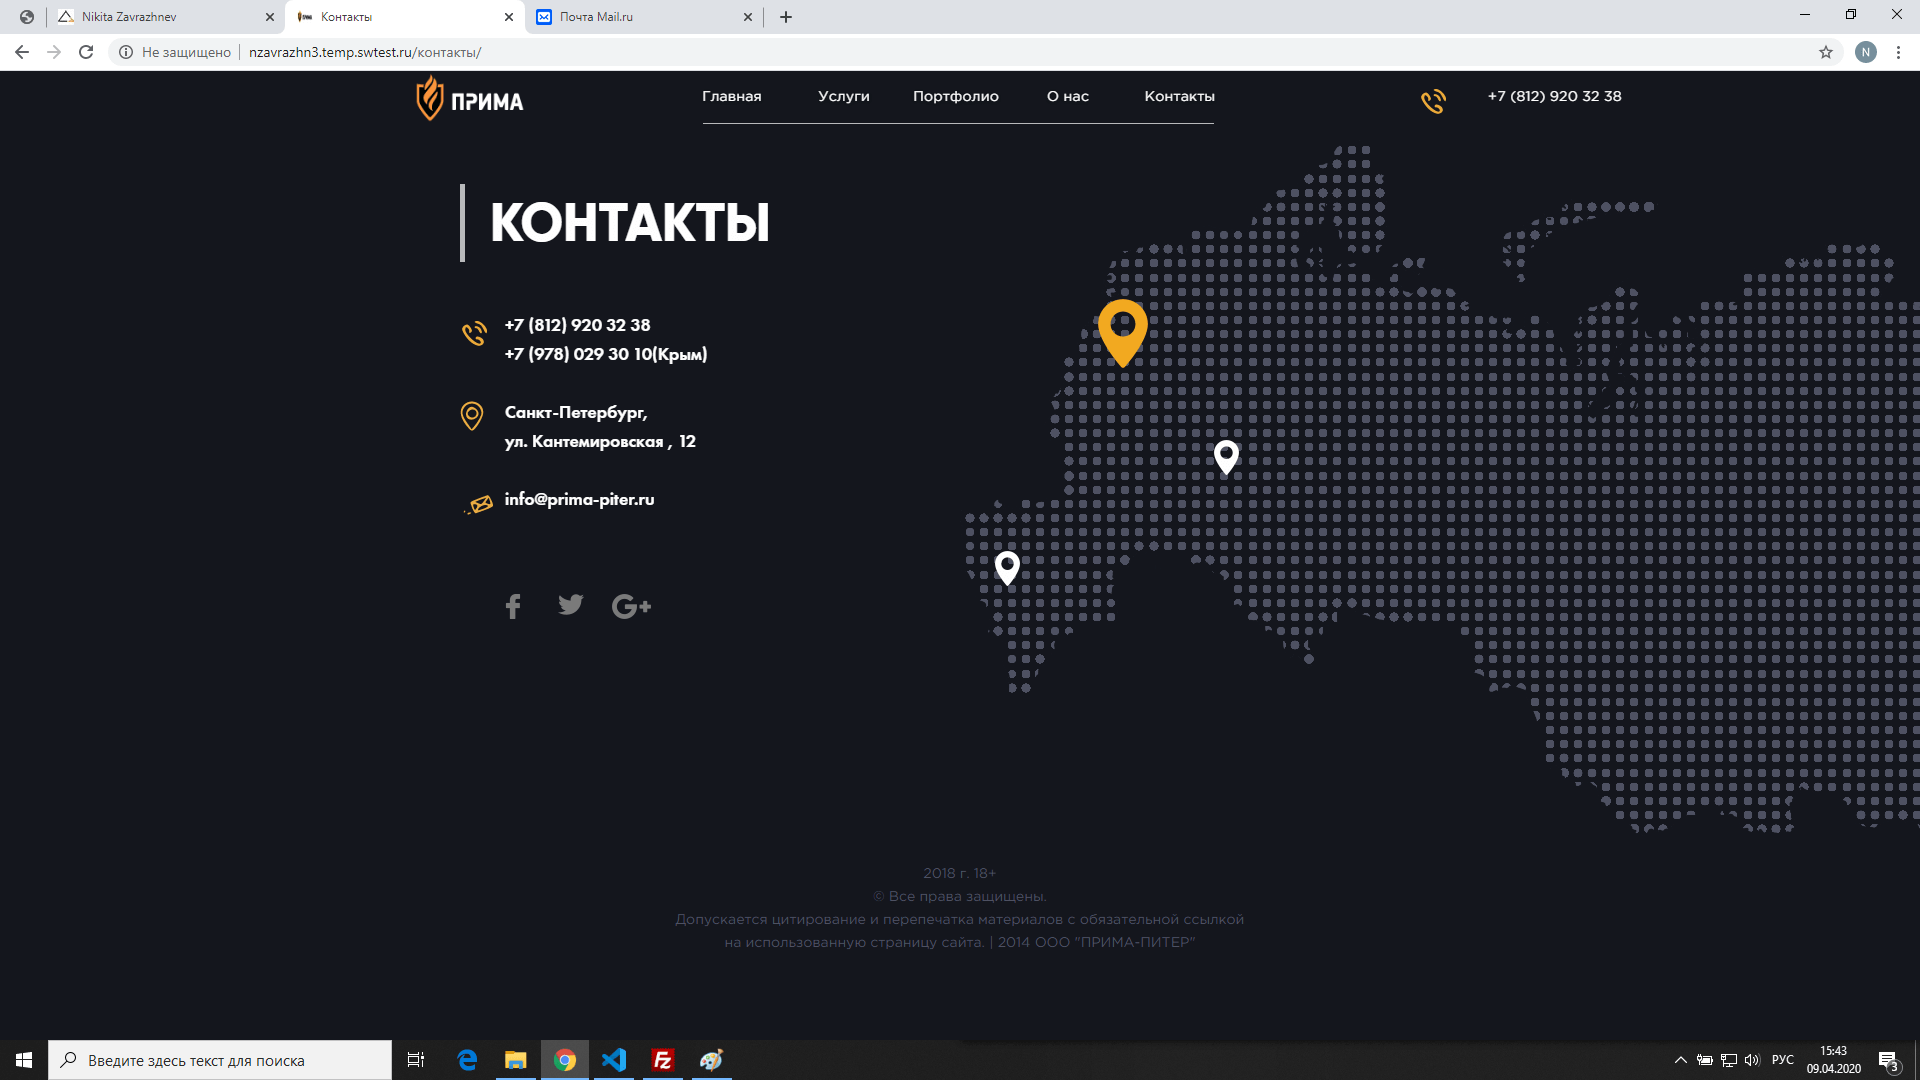 Nikita Zavrazhnev
Контакты
Почта Mail.ru
Не защищено
nzavrazhn3.temp.swtest.ru/контакты/
N
ПРИМА
Главная
Услуги
Портфолио
О нас
Контакты
+7 (812) 920 32 38
КОНТАКТЫ
+7 (812) 920 32 38
+7 (978) 029 30 10(Крым)
Санкт-Петербург,
ул. Кантемировская , 12
info@prima-piter.ru
2018 г. 18+
© Все права защищены.
Допускается цитирование и перепечатка материалов с обязательной ссылкой
на использованную страницу сайта. | 2014 ООО "ПРИМА-ПИТЕР"
Введите здесь текст для поиска
РУС
15:43
09.04.2020
3